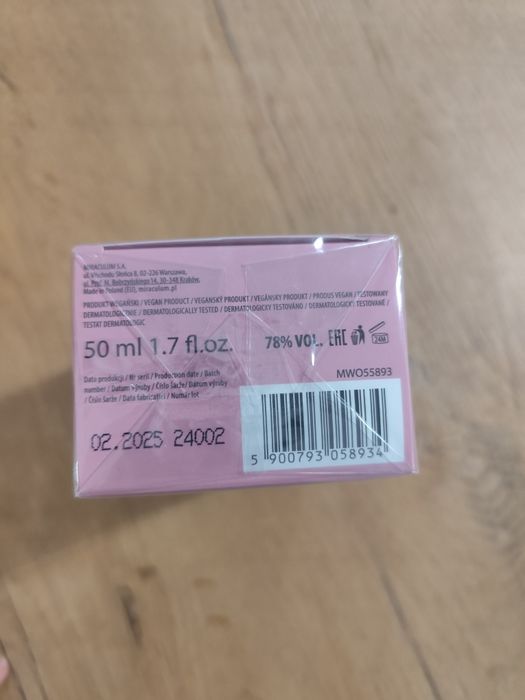 MIRACULUM S.A.
ul. Wschodu Słońca 8, 02-226 Warszawa,
ul. Prof. M. Bobrzyńskiego 14, 30-348 Kraków,
Made in Poland (EU), miraculum.pl
PRODUKT WEGAŃSKI / VEGAN PRODUCT / VEGANSKÝ PRODUKT / VEGÁNSKY PRODUKT / PRODUS VEGAN / TESTOWANY
DERMATOLOGICZNIE / DERMATOLOGICALLY TESTED / DERMATOLOGICKY TESTOVÁNO / DERMATOLOGICKY TESTOVANÉ /
TESTAT DERMATOLOGIC
50 ml 1.7 fl.oz. 78% VOL. EAC 24M
MWO55893
Data produkcji / Nr serii / Production date / Batch
number / Datum výroby / Číslo šarže / Dátum výroby
/ Číslo šarže / Data fabricației / Număr lot
02.2025 24002
5 900793 058934